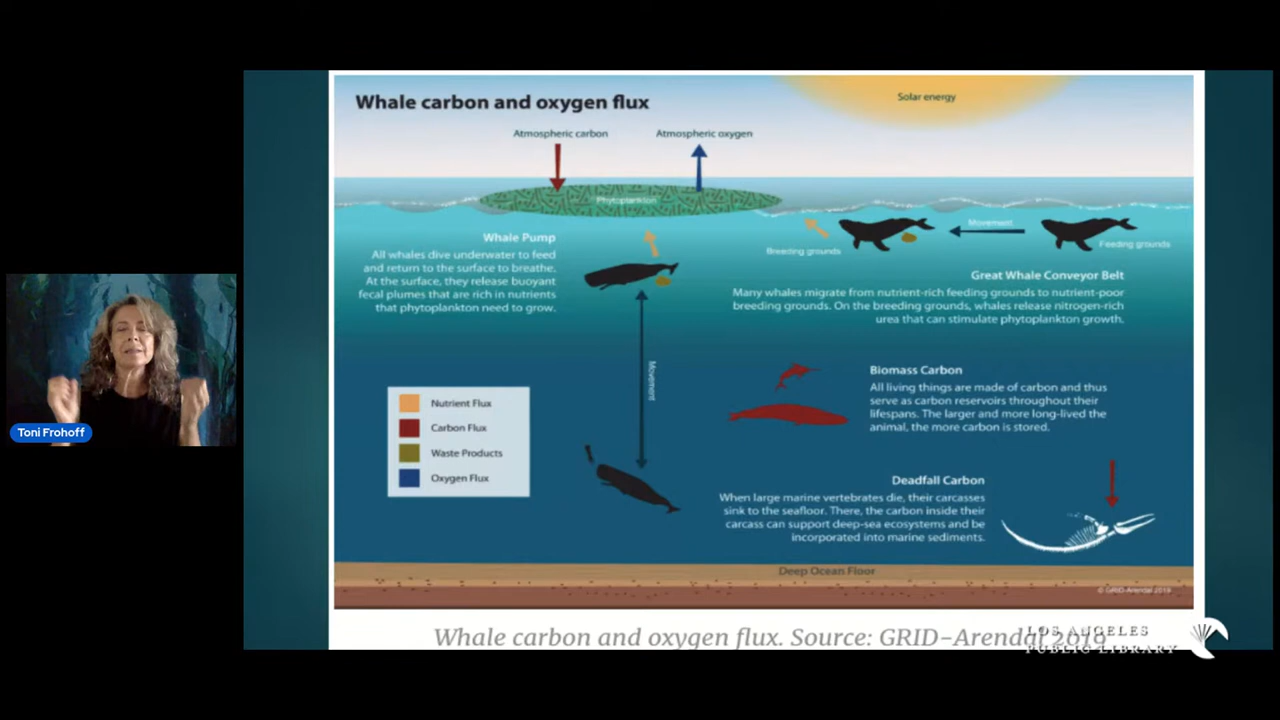 Whale carbon and oxygen flux
Solar energy
Atmospheric carbon
Atmospheric oxygen
Phytoplankton
Whale Pump
All whales dive underwater to feed
and return to the surface to breathe.
At the surface, they release buoyant
fecal plumes that are rich in nutrients
that phytoplankton need to grow.
Breeding grounds
Movement
Feeding grounds
Great Whale Conveyor Belt
Many whales migrate from nutrient-rich feeding grounds to nutrient-poor
breeding grounds. On the breeding grounds, whales release nitrogen-rich
urea that can stimulate phytoplankton growth.
Movement
Biomass Carbon
All living things are made of carbon and thus
serve as carbon reservoirs throughout their
lifespans. The larger and more long-lived the
animal, the more carbon is stored.
Nutrient Flux
Carbon Flux
Waste Products
Oxygen Flux
Deadfall Carbon
When large marine vertebrates die, their carcasses
sink to the seafloor. There, the carbon inside their
carcass can support deep-sea ecosystems and be
incorporated into marine sediments.
Deep Ocean Floor
© GRID-Arendal 2019
Whale carbon and oxygen flux. Source: GRID-Arendal 2019
LOS ANGELES
PUBLIC LIBRARY
Toni Frohoff